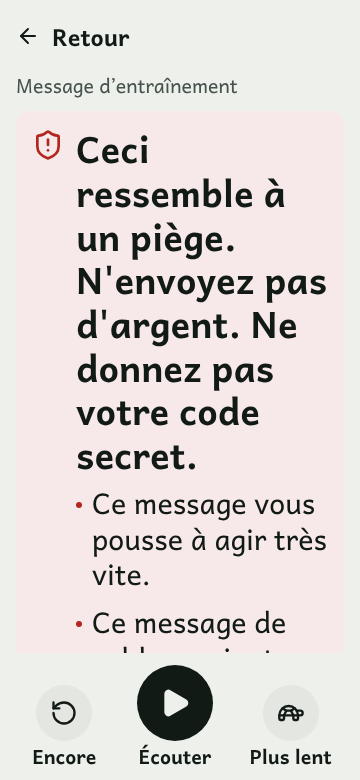 Retour
Message d’entraînement
Ceci
ressemble à
un piège.
N'envoyez pas
d'argent. Ne
donnez pas
votre code
secret.
Ce message vous
pousse à agir très
vite.
Ce message de
Encore
Écouter
Plus lent